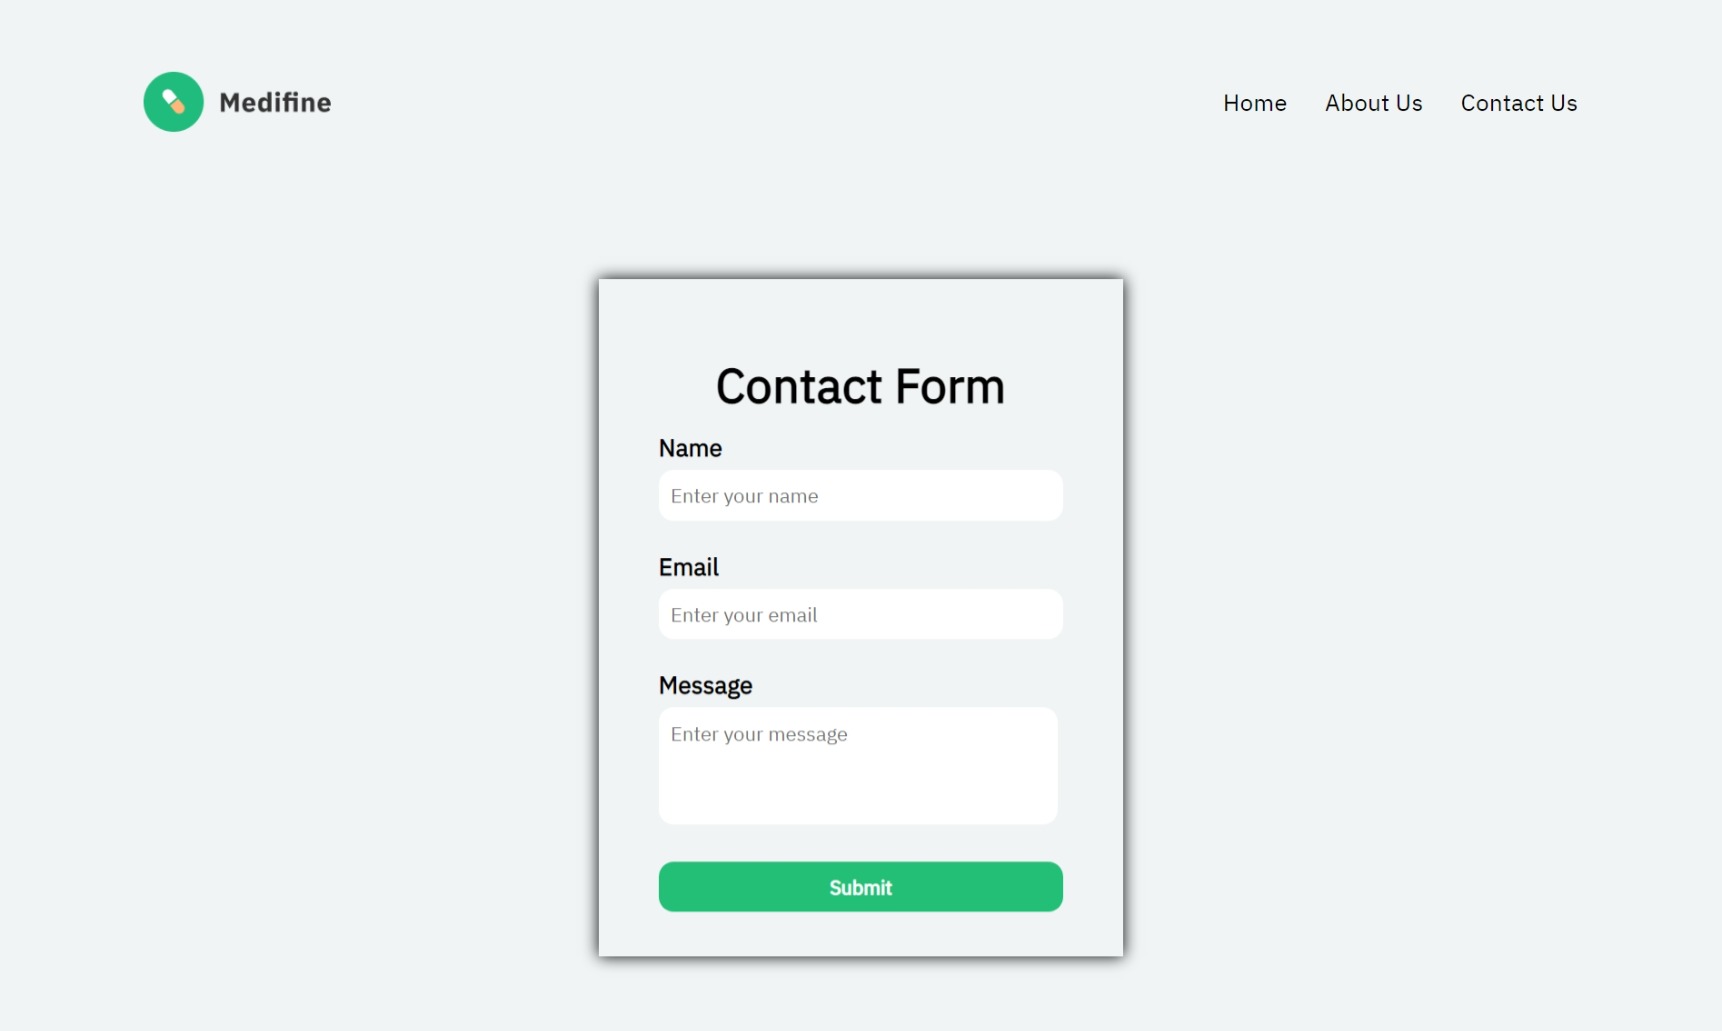 Medifine
Home About Us Contact Us
Contact Form
Name
Enter your name
Email
Enter your email
Message
Enter your message
Submit